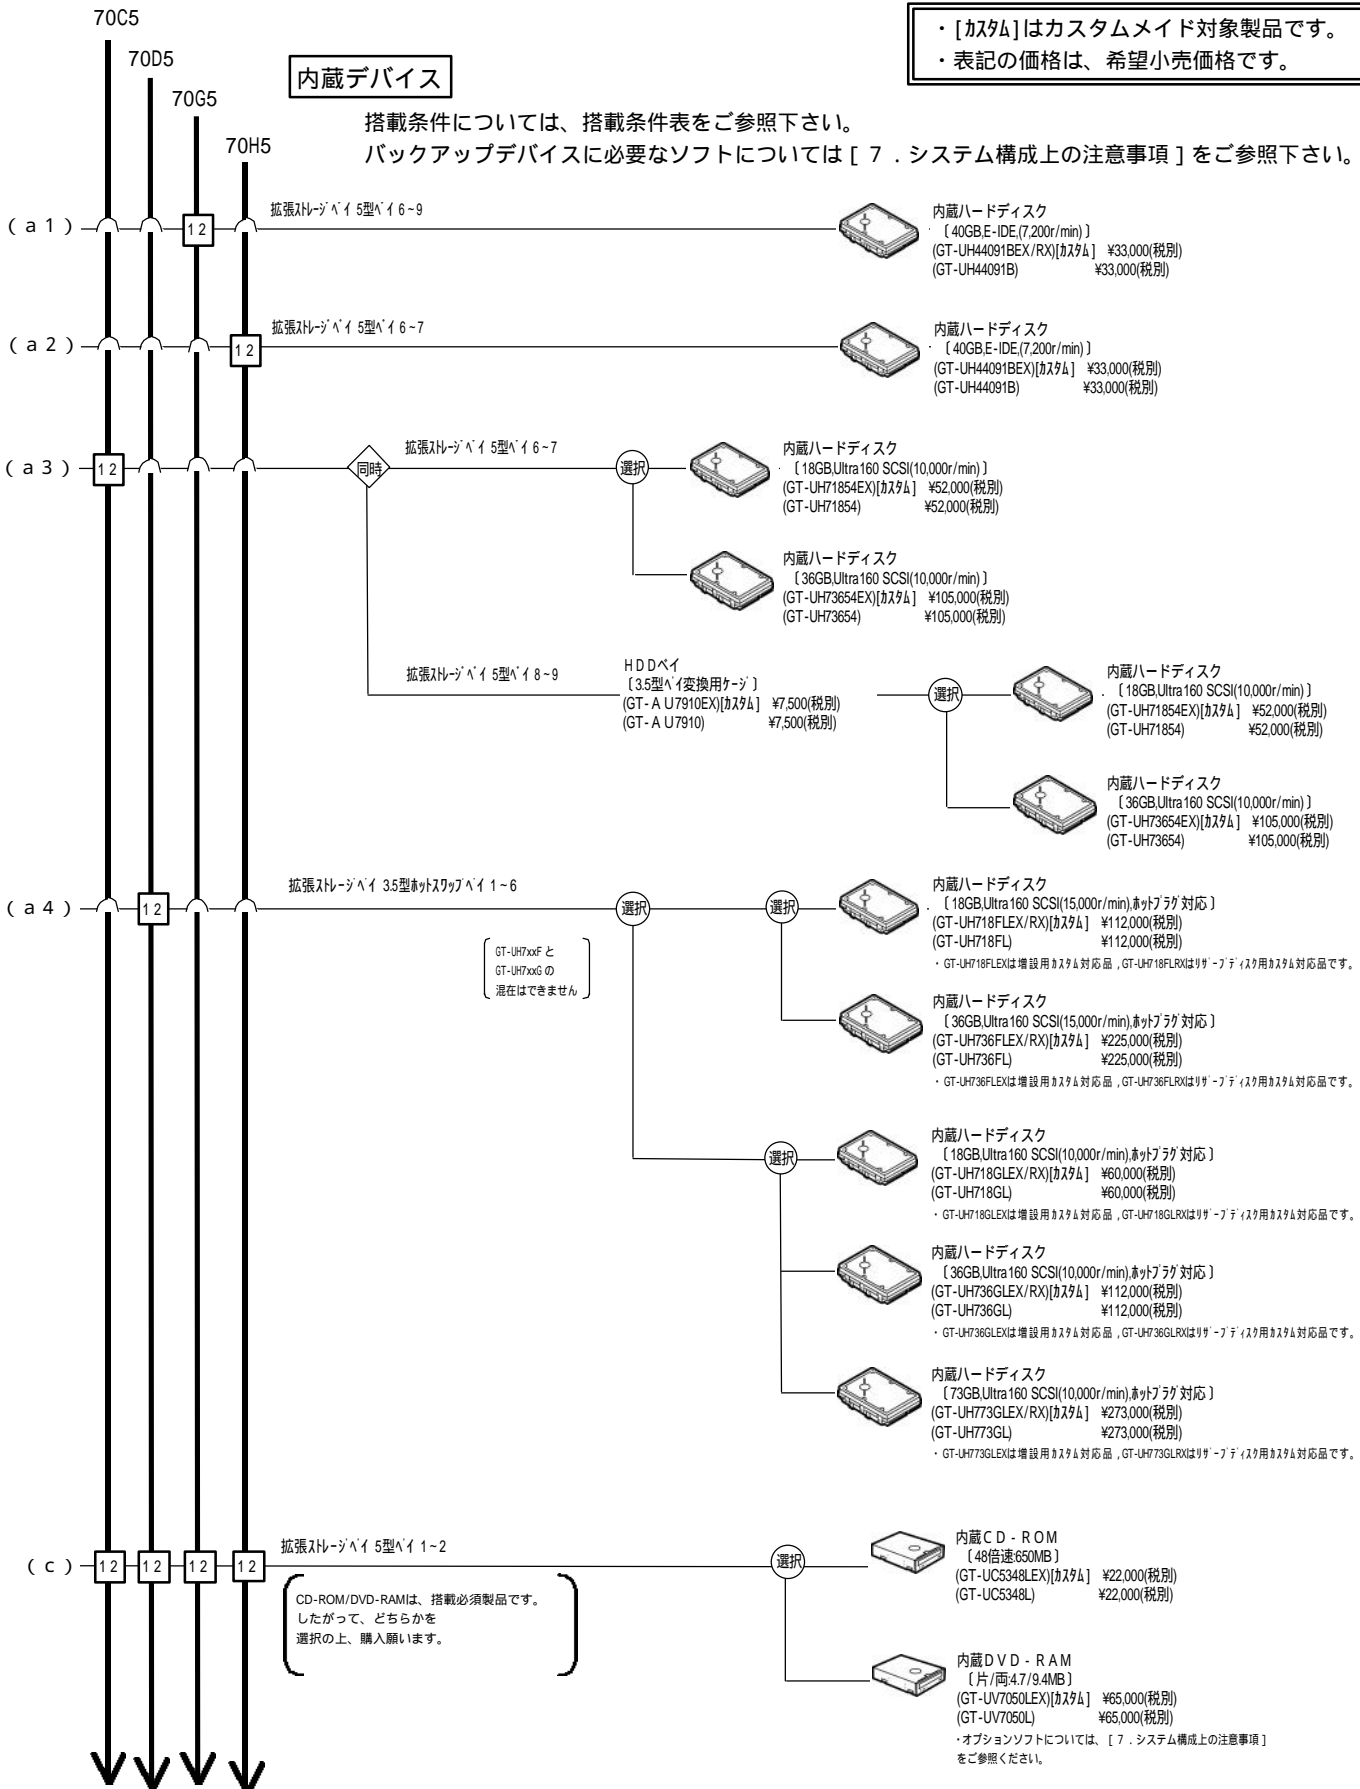 70C5
70D5
70G5
70H5
・[ｶｽﾀﾑ]はカスタムメイド対象製品です。
・表記の価格は、希望小売価格です。
内蔵デバイス
搭載条件については、搭載条件表をご参照下さい。
バックアップデバイスに必要なソフトについては[ 7．システム構成上の注意事項 ]をご参照下さい。
(a1)
12
拡張ｽﾄﾚｰｼﾞﾍﾞｲ 5型ﾍﾞｲ 6~9
内蔵ハードディスク
〔40GB,E-IDE,(7,200r/min)〕
(GT-UH44091BEX/RX)[ｶｽﾀﾑ] ¥33,000(税別)
(GT-UH44091B) ¥33,000(税別)
(a2)
12
拡張ｽﾄﾚｰｼﾞﾍﾞｲ 5型ﾍﾞｲ 6~7
内蔵ハードディスク
〔40GB,E-IDE,(7,200r/min)〕
(GT-UH44091BEX)[ｶｽﾀﾑ] ¥33,000(税別)
(GT-UH44091B) ¥33,000(税別)
(a3)
12
同時
拡張ｽﾄﾚｰｼﾞﾍﾞｲ 5型ﾍﾞｲ 6~7
選択
内蔵ハードディスク
〔18GB,Ultra160 SCSI(10,000r/min)〕
(GT-UH71854EX)[ｶｽﾀﾑ] ¥52,000(税別)
(GT-UH71854) ¥52,000(税別)
内蔵ハードディスク
〔36GB,Ultra160 SCSI(10,000r/min)〕
(GT-UH73654EX)[ｶｽﾀﾑ] ¥105,000(税別)
(GT-UH73654) ¥105,000(税別)
拡張ｽﾄﾚｰｼﾞﾍﾞｲ 5型ﾍﾞｲ 8~9
HDDベイ
〔3.5型ﾍﾞｲ変換用ｹｰｼﾞ〕
(GT-AU7910EX)[ｶｽﾀﾑ] ¥7,500(税別)
(GT-AU7910) ¥7,500(税別)
選択
内蔵ハードディスク
〔18GB,Ultra160 SCSI(10,000r/min)〕
(GT-UH71854EX)[ｶｽﾀﾑ] ¥52,000(税別)
(GT-UH71854) ¥52,000(税別)
内蔵ハードディスク
〔36GB,Ultra160 SCSI(10,000r/min)〕
(GT-UH73654EX)[ｶｽﾀﾑ] ¥105,000(税別)
(GT-UH73654) ¥105,000(税別)
(a4)
12
拡張ｽﾄﾚｰｼﾞﾍﾞｲ 3.5型ﾎｯﾄｽﾜｯﾌﾟﾍﾞｲ 1~6
GT-UH7xxF と
GT-UH7xxG の
混在はできません
選択
選択
内蔵ハードディスク
〔18GB,Ultra160 SCSI(15,000r/min),ﾎｯﾄﾌﾟﾗｸﾞ対応〕
(GT-UH718FLEX/RX)[ｶｽﾀﾑ] ¥112,000(税別)
(GT-UH718FL) ¥112,000(税別)
・GT-UH718FLEXは増設用ｶｽﾀﾑ対応品,GT-UH718FLRXはﾘｻﾞｰﾌﾞﾃﾞｨｽｸ用ｶｽﾀﾑ対応品です。
内蔵ハードディスク
〔36GB,Ultra160 SCSI(15,000r/min),ﾎｯﾄﾌﾟﾗｸﾞ対応〕
(GT-UH736FLEX/RX)[ｶｽﾀﾑ] ¥225,000(税別)
(GT-UH736FL) ¥225,000(税別)
・GT-UH736FLEXは増設用ｶｽﾀﾑ対応品,GT-UH736FLRXはﾘｻﾞｰﾌﾞﾃﾞｨｽｸ用ｶｽﾀﾑ対応品です。
選択
内蔵ハードディスク
〔18GB,Ultra160 SCSI(10,000r/min),ﾎｯﾄﾌﾟﾗｸﾞ対応〕
(GT-UH718GLEX/RX)[ｶｽﾀﾑ] ¥60,000(税別)
(GT-UH718GL) ¥60,000(税別)
・GT-UH718GLEXは増設用ｶｽﾀﾑ対応品,GT-UH718GLRXはﾘｻﾞｰﾌﾞﾃﾞｨｽｸ用ｶｽﾀﾑ対応品です。
内蔵ハードディスク
〔36GB,Ultra160 SCSI(10,000r/min),ﾎｯﾄﾌﾟﾗｸﾞ対応〕
(GT-UH736GLEX/RX)[ｶｽﾀﾑ] ¥112,000(税別)
(GT-UH736GL) ¥112,000(税別)
・GT-UH736GLEXは増設用ｶｽﾀﾑ対応品,GT-UH736GLRXはﾘｻﾞｰﾌﾞﾃﾞｨｽｸ用ｶｽﾀﾑ対応品です。
内蔵ハードディスク
〔73GB,Ultra160 SCSI(10,000r/min),ﾎｯﾄﾌﾟﾗｸﾞ対応〕
(GT-UH773GLEX/RX)[ｶｽﾀﾑ] ¥273,000(税別)
(GT-UH773GL) ¥273,000(税別)
・GT-UH773GLEXは増設用ｶｽﾀﾑ対応品,GT-UH773GLRXはﾘｻﾞｰﾌﾞﾃﾞｨｽｸ用ｶｽﾀﾑ対応品です。
(c)
12 12 12 12
拡張ｽﾄﾚｰｼﾞﾍﾞｲ 5型ﾍﾞｲ 1~2
CD-ROM/DVD-RAMは、搭載必須製品です。
したがって、どちらかを
選択の上、購入願います。
選択
内蔵CD-ROM
〔48倍速:650MB〕
(GT-UC5348LEX)[ｶｽﾀﾑ] ¥22,000(税別)
(GT-UC5348L) ¥22,000(税別)
内蔵DVD-RAM
〔片/両:4.7/9.4MB〕
(GT-UV7050LEX)[ｶｽﾀﾑ] ¥65,000(税別)
(GT-UV7050L) ¥65,000(税別)
・オプションソフトについては、[ 7．システム構成上の注意事項 ]
をご参照ください。